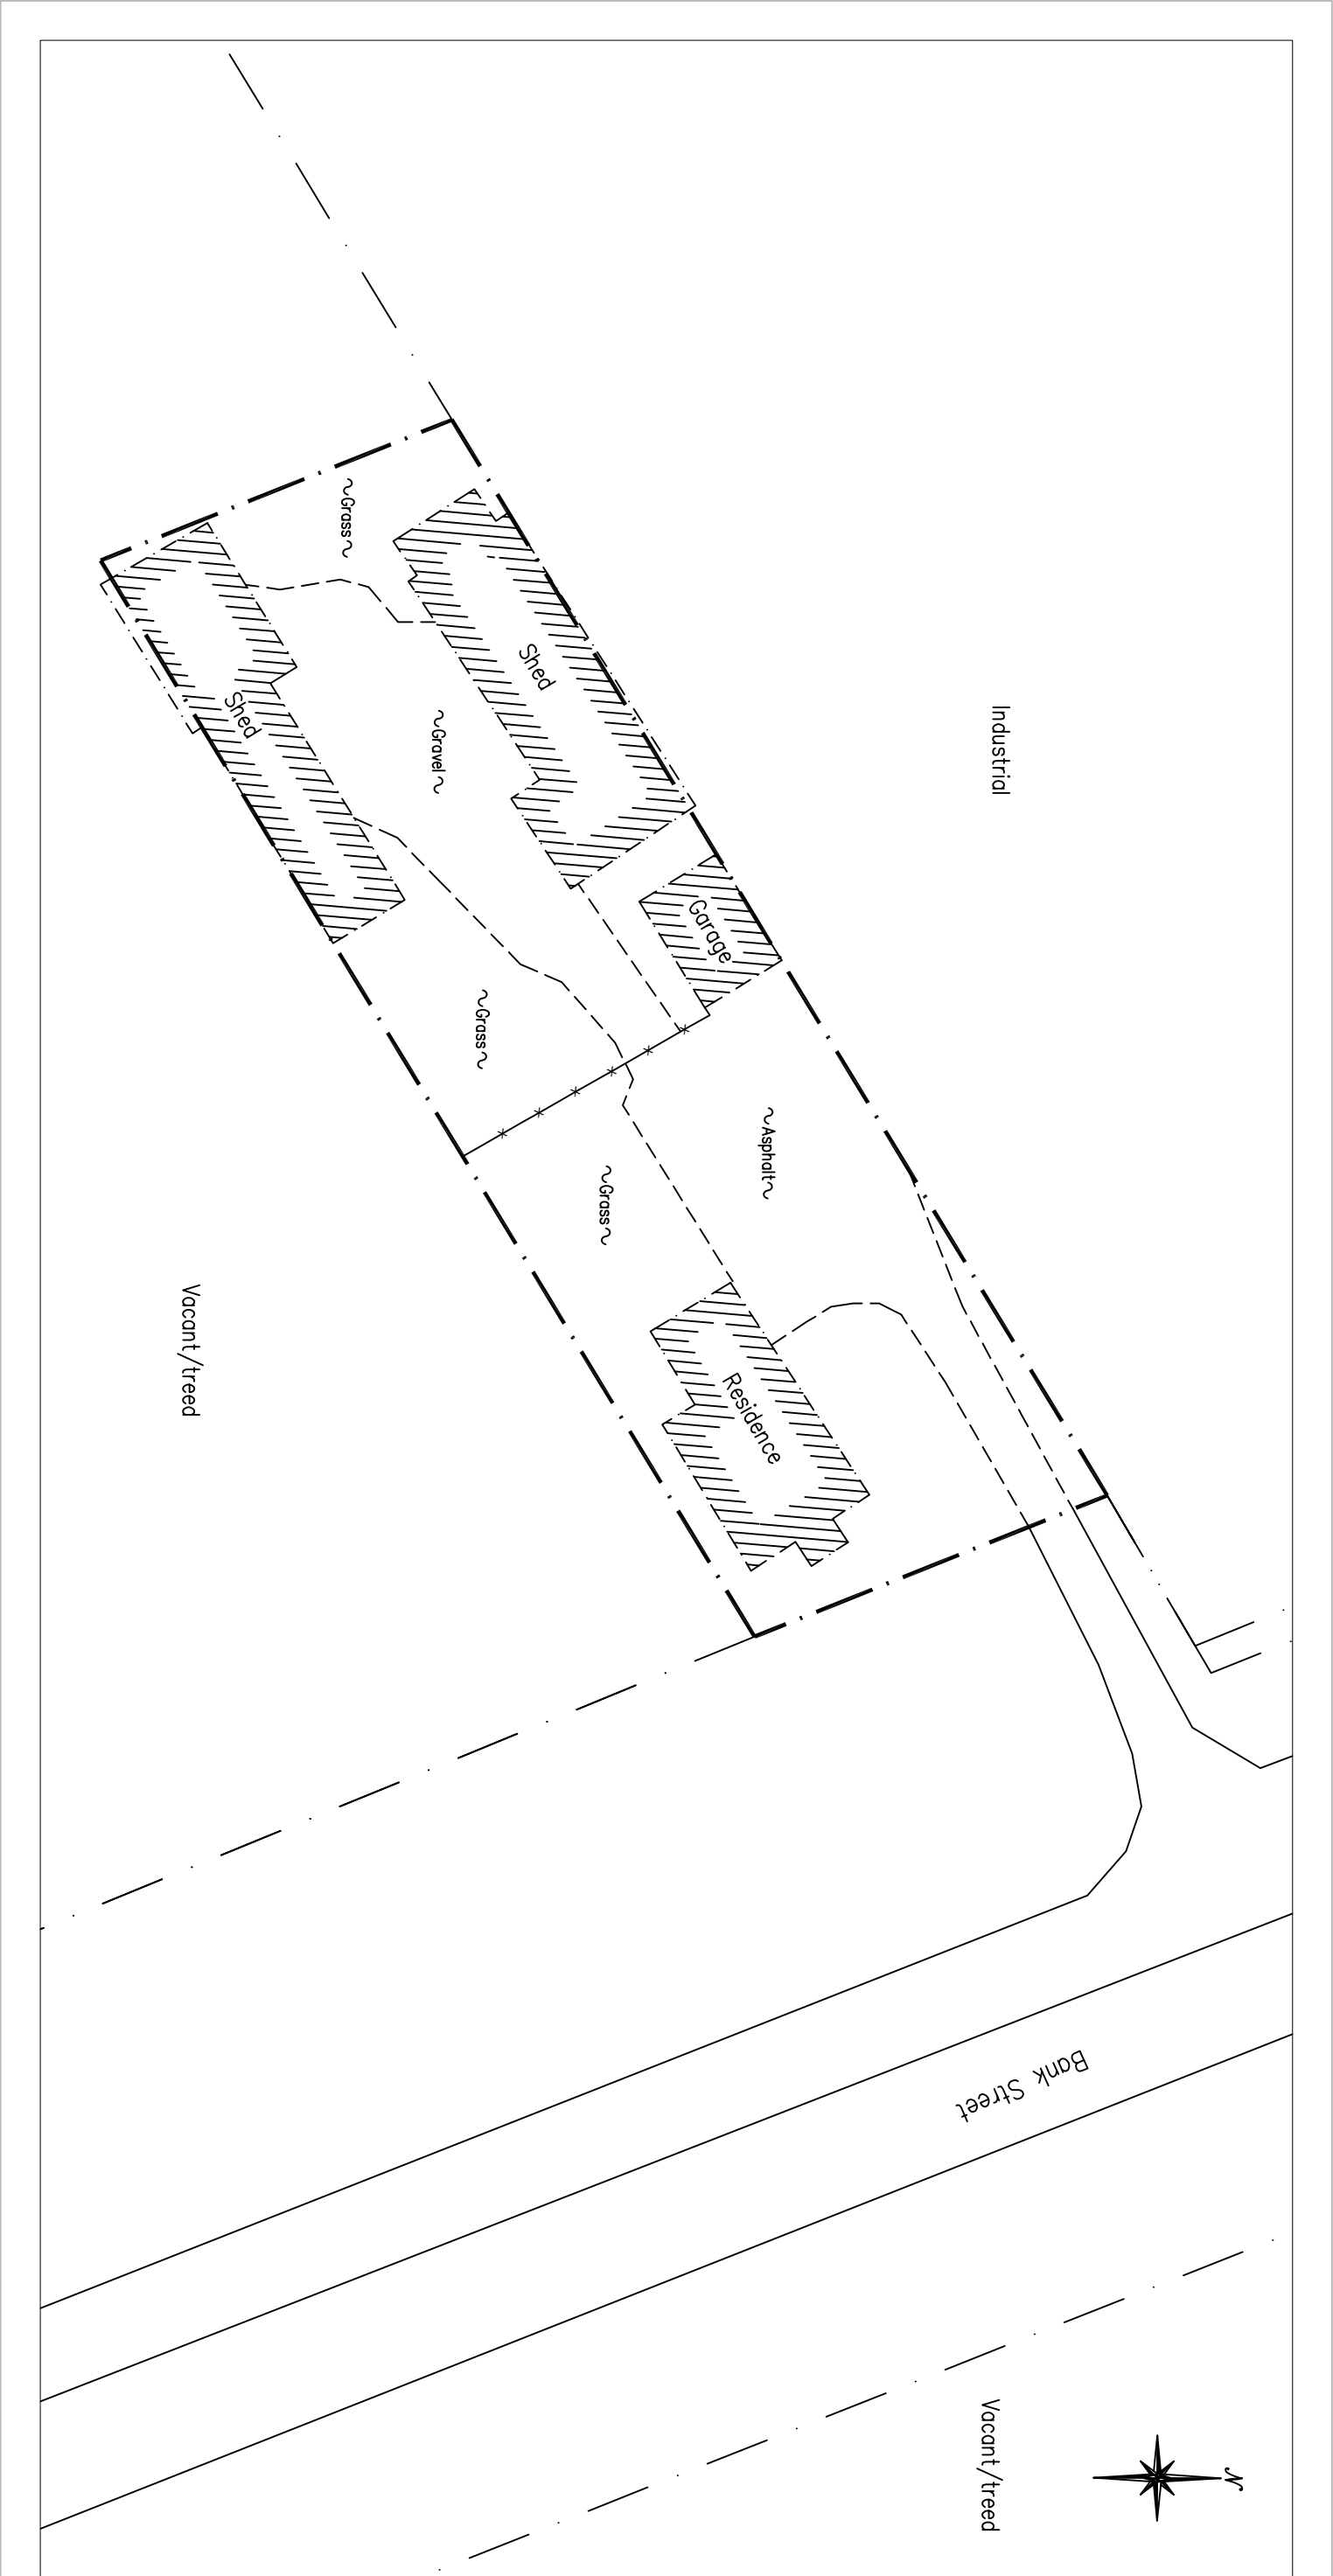 Industrial
~Grass~
Shed
Shed
~Gravel~
Garage
~Grass~
~Asphalt~
~Grass~
Residence
Vacant/treed
Bank Street
Vacant/treed
N